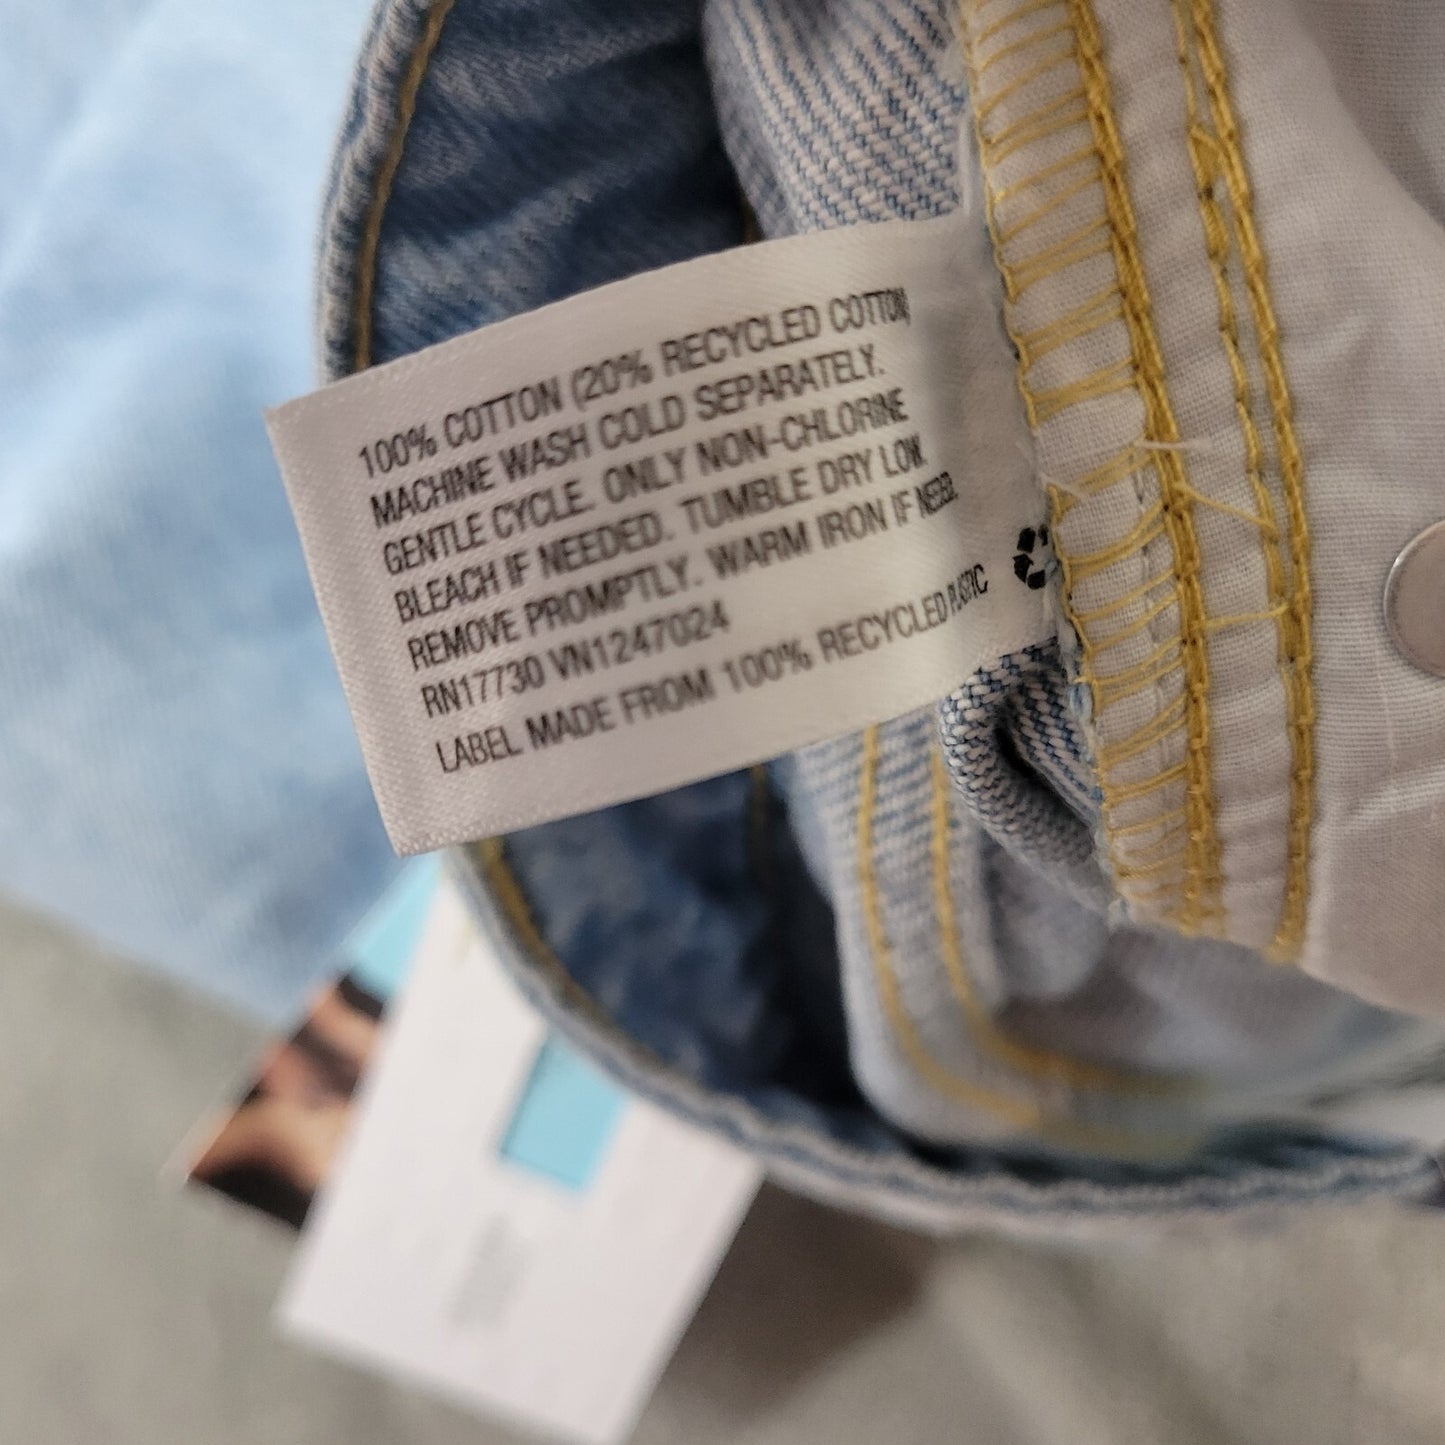 100% COTTON (20% RECYCLED COTTON)
MACHINE WASH COLD SEPARATELY.
GENTLE CYCLE. ONLY NON-CHLORINE
BLEACH IF NEEDED. TUMBLE DRY LOW.
REMOVE PROMPTLY. WARM IRON IF NEEDED.
RN17730 VN1247024
LABEL MADE FROM 100% RECYCLED PLASTIC